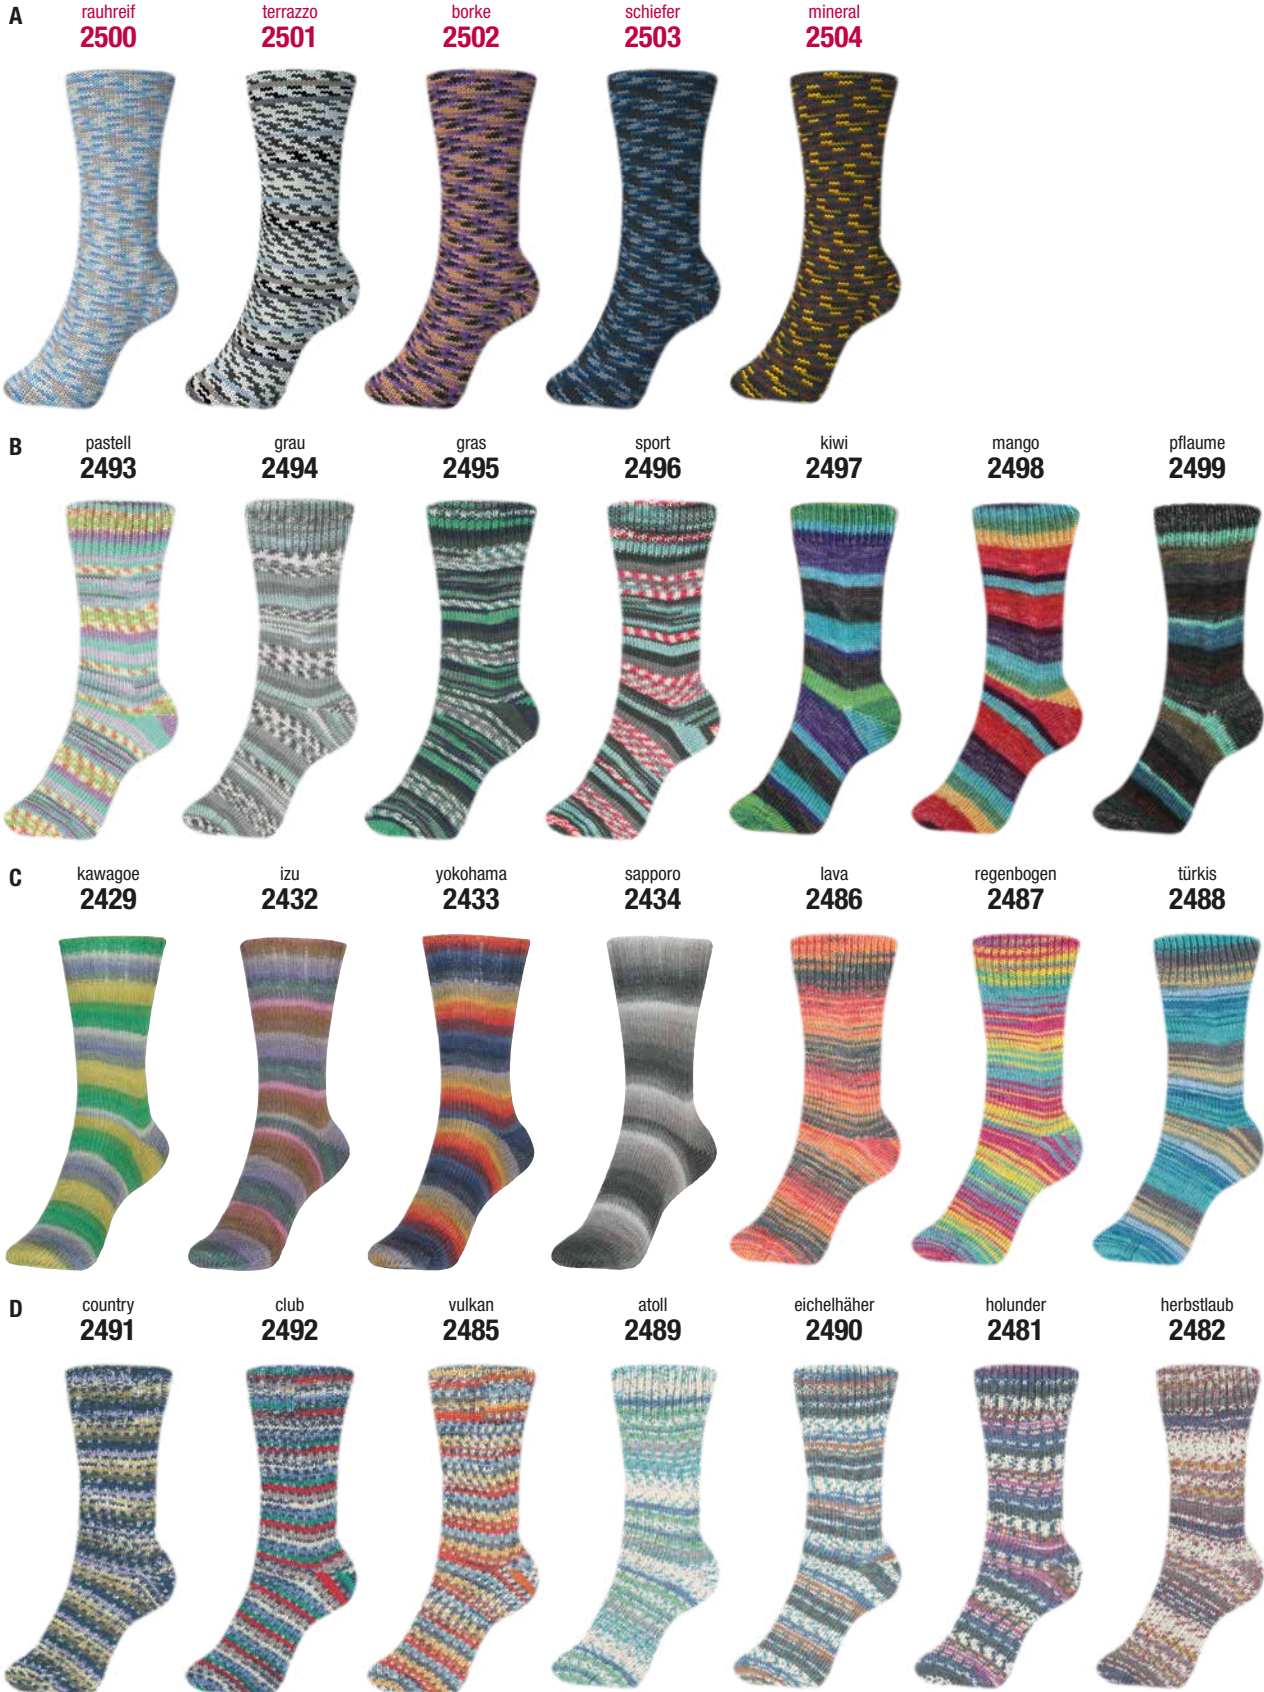 A
rauhreif terrazzo borke schiefer mineral
2500 2501 2502 2503 2504
B
pastell grau gras sport kiwi mango pflaume
2493 2494 2495 2496 2497 2498 2499
C
kawagoe izu yokohama sapporo lava regenbogen türkis
2429 2432 2433 2434 2486 2487 2488
D
country club vulkan atoll eichelhäher holunder herbstlaub
2491 2492 2485 2489 2490 2481 2482